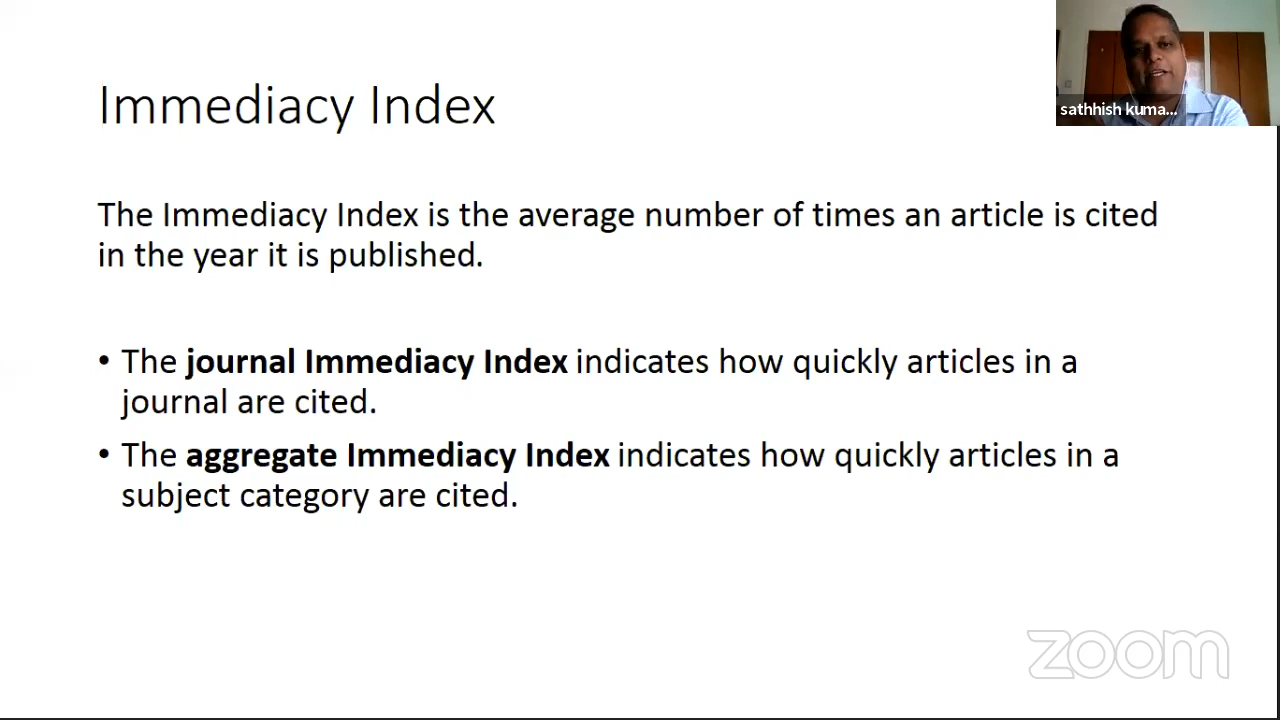 Immediacy Index
sathhish kuma...
The Immediacy Index is the average number of times an article is cited
in the year it is published.
• The journal Immediacy Index indicates how quickly articles in a
journal are cited.
• The aggregate Immediacy Index indicates how quickly articles in a
subject category are cited.
zoom